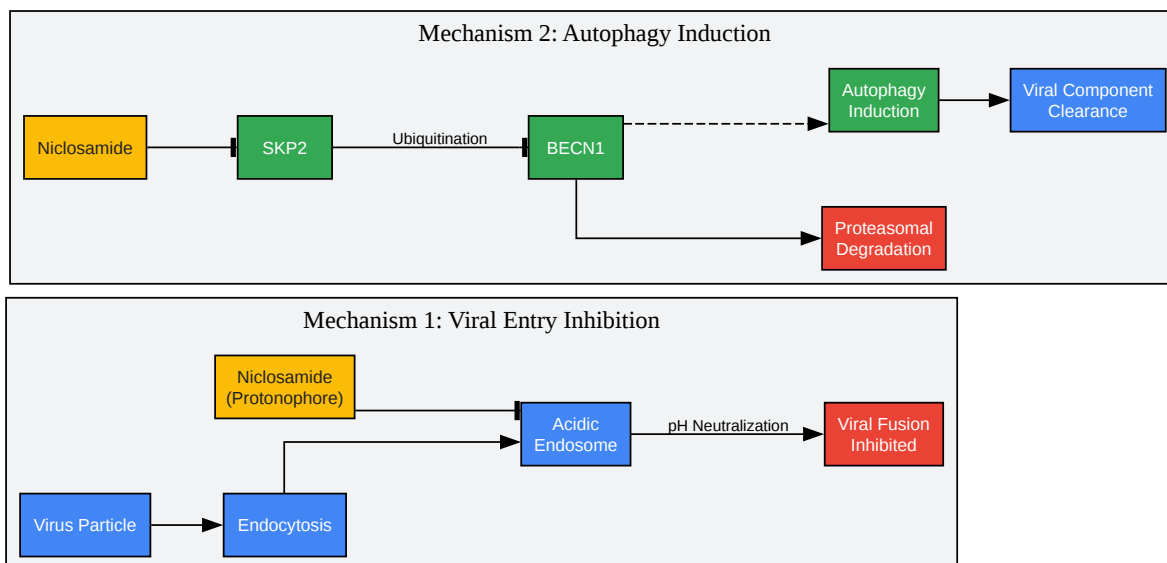 Mechanism 2: Autophagy Induction
Niclosamide
SKP2
Ubiquitination
BECN1
Autophagy
Induction
Viral Component
Clearance
Proteasomal
Degradation
Mechanism 1: Viral Entry Inhibition
Niclosamide
(Protonophore)
Acidic
Endosome
pH Neutralization
Viral Fusion
Inhibited
Virus Particle
Endocytosis